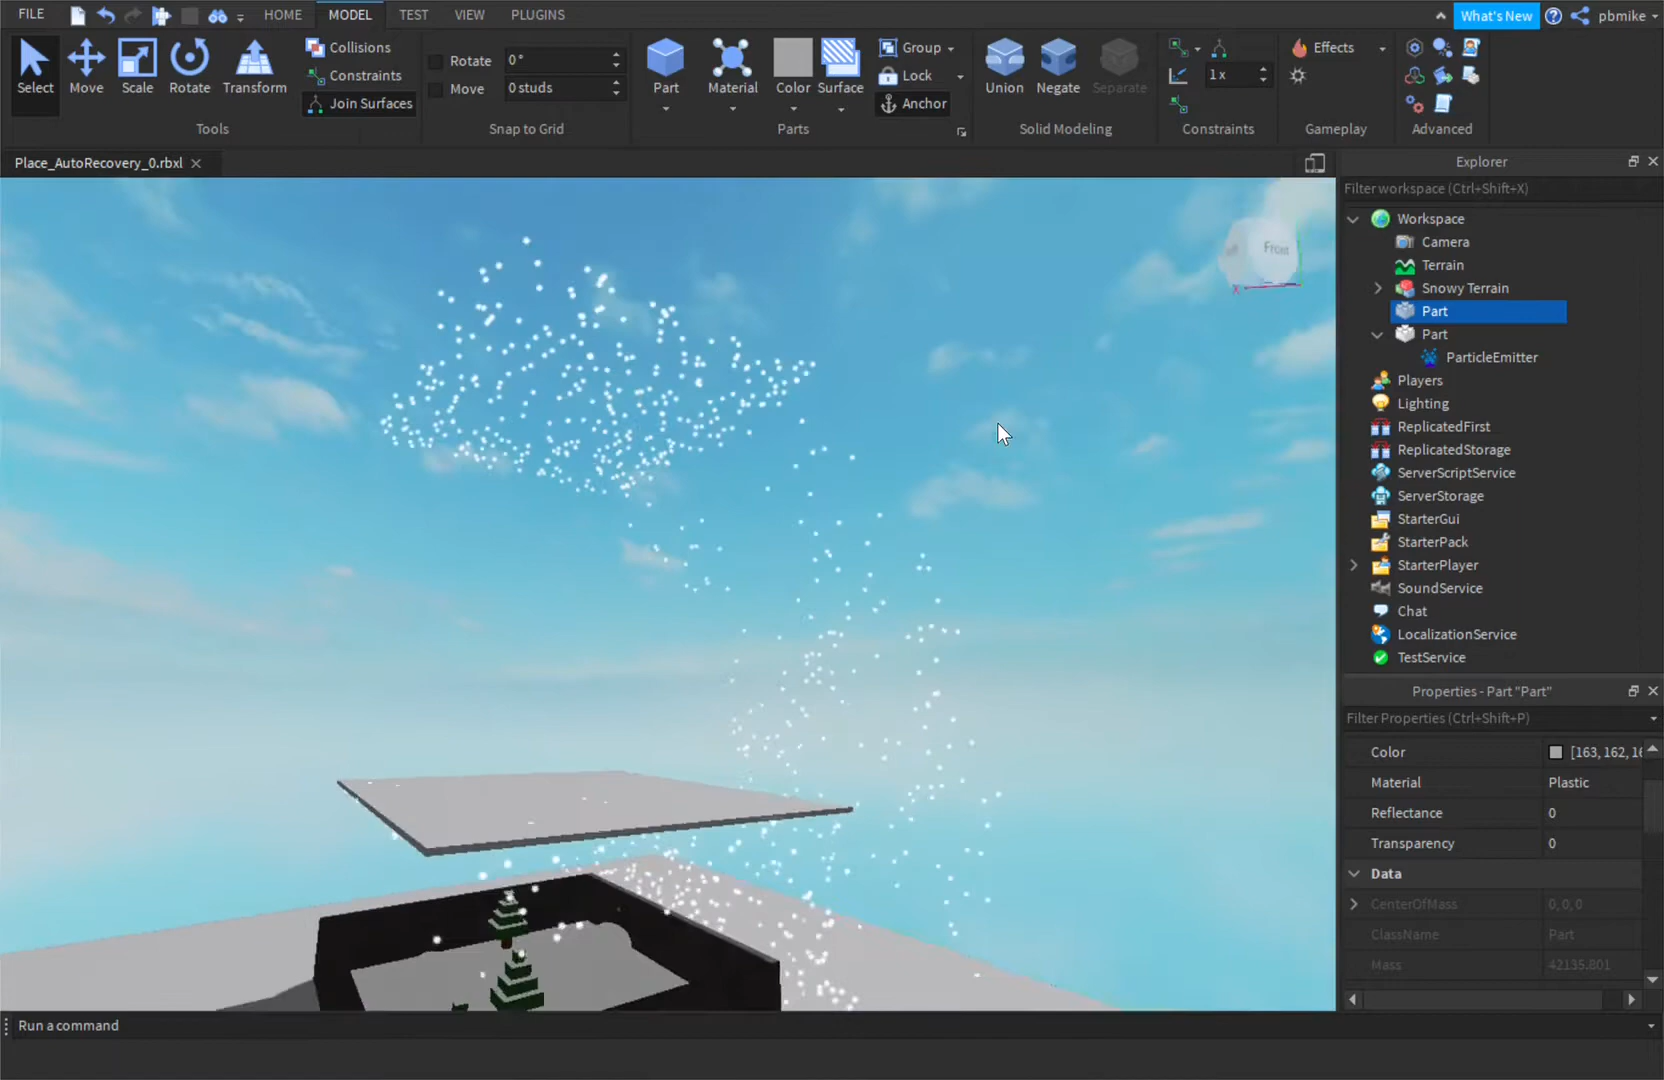 FILE HOME MODEL TEST VIEW PLUGINS What's New pbmike
Select Move Scale Rotate Transform
Collisions
Constraints
Join Surfaces
Tools
Rotate 0°
Move 0 studs
Snap to Grid
Part Material Color Surface
Group
Lock
Anchor
Parts
Union Negate Separate
Solid Modeling
1 x
Constraints
Effects
Gameplay
Advanced
Place_AutoRecovery_0.rbxl
Front
X
Explorer
Filter workspace (Ctrl+Shift+X)
Workspace
Camera
Terrain
Snowy Terrain
Part
Part
ParticleEmitter
Players
Lighting
ReplicatedFirst
ReplicatedStorage
ServerScriptService
ServerStorage
StarterGui
StarterPack
StarterPlayer
SoundService
Chat
LocalizationService
TestService
Properties - Part "Part"
Filter Properties (Ctrl+Shift+P)
Color [163, 162, 16
Material Plastic
Reflectance 0
Transparency 0
Data
CenterOfMass 0, 0, 0
ClassName Part
Mass 42135.801
Run a command